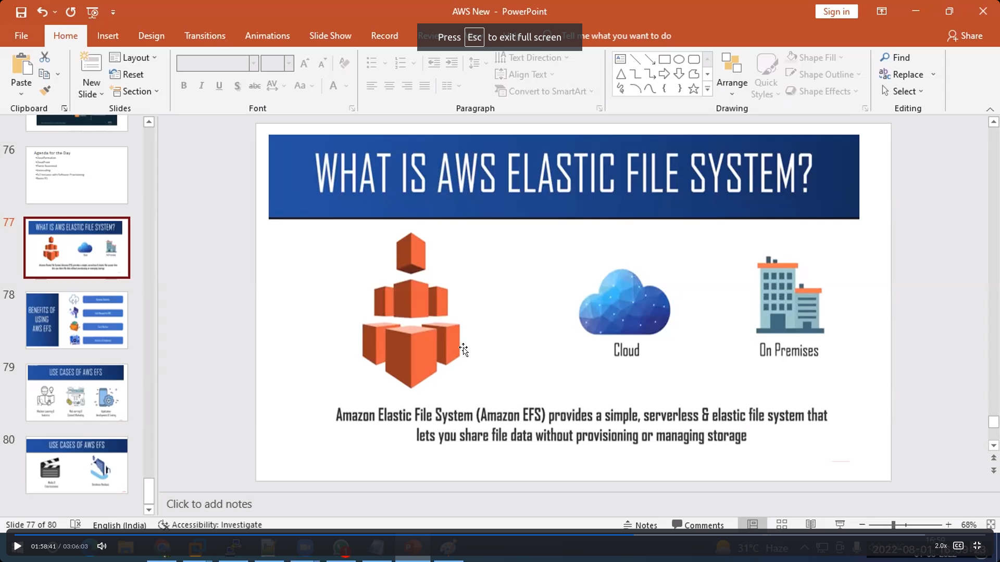 AWS New - PowerPoint
Sign in
File
Home
Insert
Design
Transitions
Animations
Slide Show
Record
Press Esc to exit full screen
Tell me what you want to do
Share
Paste
New Slide
Layout
Reset
Section
Text Direction
Align Text
Convert to SmartArt
Arrange
Quick Styles
Shape Fill
Shape Outline
Shape Effects
Find
Replace
Select
Clipboard
Slides
Font
Paragraph
Drawing
Editing
76
Agenda for the Day
77
WHAT IS AWS ELASTIC FILE SYSTEM?
78
BENEFITS OF
USING
AWS EFS
79
USE CASES OF AWS EFS
80
USE CASES OF AWS EFS
WHAT IS AWS ELASTIC FILE SYSTEM?
Cloud
On Premises
Amazon Elastic File System (Amazon EFS) provides a simple, serverless & elastic file system that
lets you share file data without provisioning or managing storage
Click to add notes
Slide 77 of 80
English (India)
Accessibility: Investigate
Notes
Comments
68%
01:58:41 / 03:06:03
2.0x
CC
31°C Haze